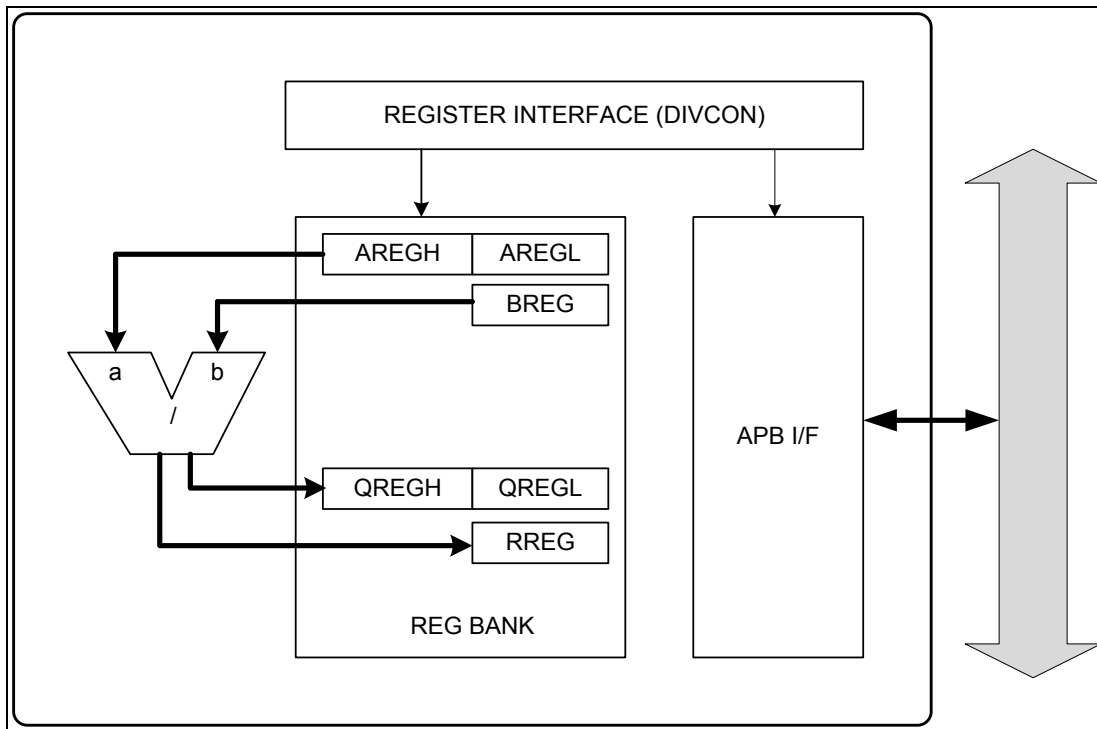 REGISTER INTERFACE (DIVCON)
AREGH AREGL
BREG
a b
/
APB I/F
QREGH QREGL
RREG
REG BANK